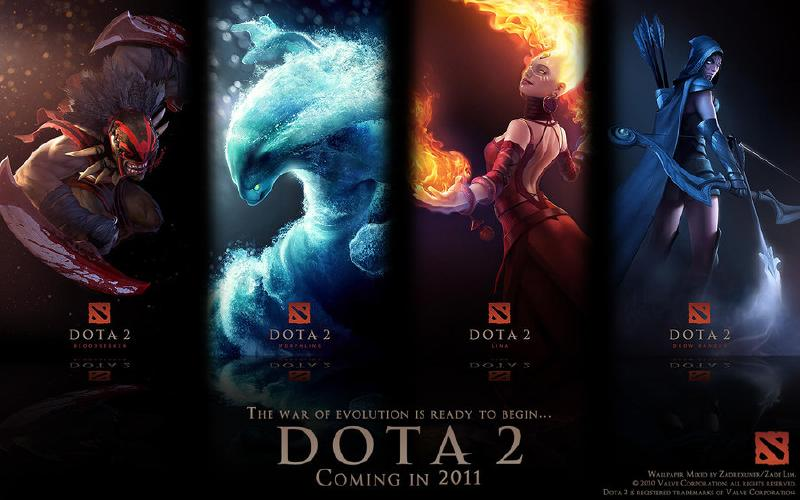 DOTA 2
BLOODSEEKER
DOTA 2
MORPHLING
DOTA 2
LINA
DOTA 2
DROW RANGER
THE WAR OF EVOLUTION IS READY TO BEGIN...
DOTA 2
COMING IN 2011
WALLPAPER MIXED BY ZADREXUNER/ZADE LIM.
© 2010 VALVE CORPORATION. ALL RIGHTS RESERVED.
DOTA 2 IS REGISTERED TRADEMARKS OF VALVE CORPORATION.